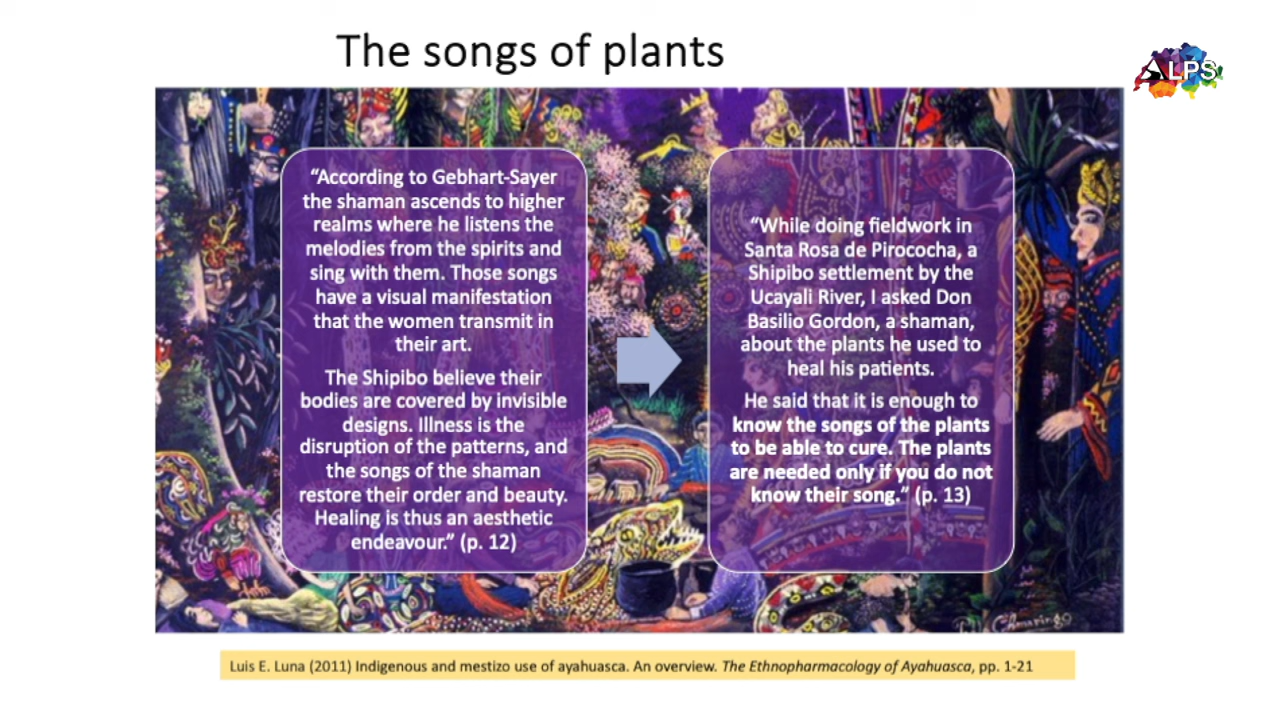 The songs of plants
ALPS
“According to Gebhart-Sayer
the shaman ascends to higher
realms where he listens the
melodies from the spirits and
sing with them. Those songs
have a visual manifestation
that the women transmit in
their art.
The Shipibo believe their
bodies are covered by invisible
designs. Illness is the
disruption of the patterns, and
the songs of the shaman
restore their order and beauty.
Healing is thus an aesthetic
endeavour.” (p. 12)
“While doing fieldwork in
Santa Rosa de Pirococha, a
Shipibo settlement by the
Ucayali River, I asked Don
Basilio Gordon, a shaman,
about the plants he used to
heal his patients.
He said that it is enough to
know the songs of the plants
to be able to cure. The plants
are needed only if you do not
know their song.” (p. 13)
Luis E. Luna (2011) Indigenous and mestizo use of ayahuasca. An overview. The Ethnopharmacology of Ayahuasca, pp. 1-21